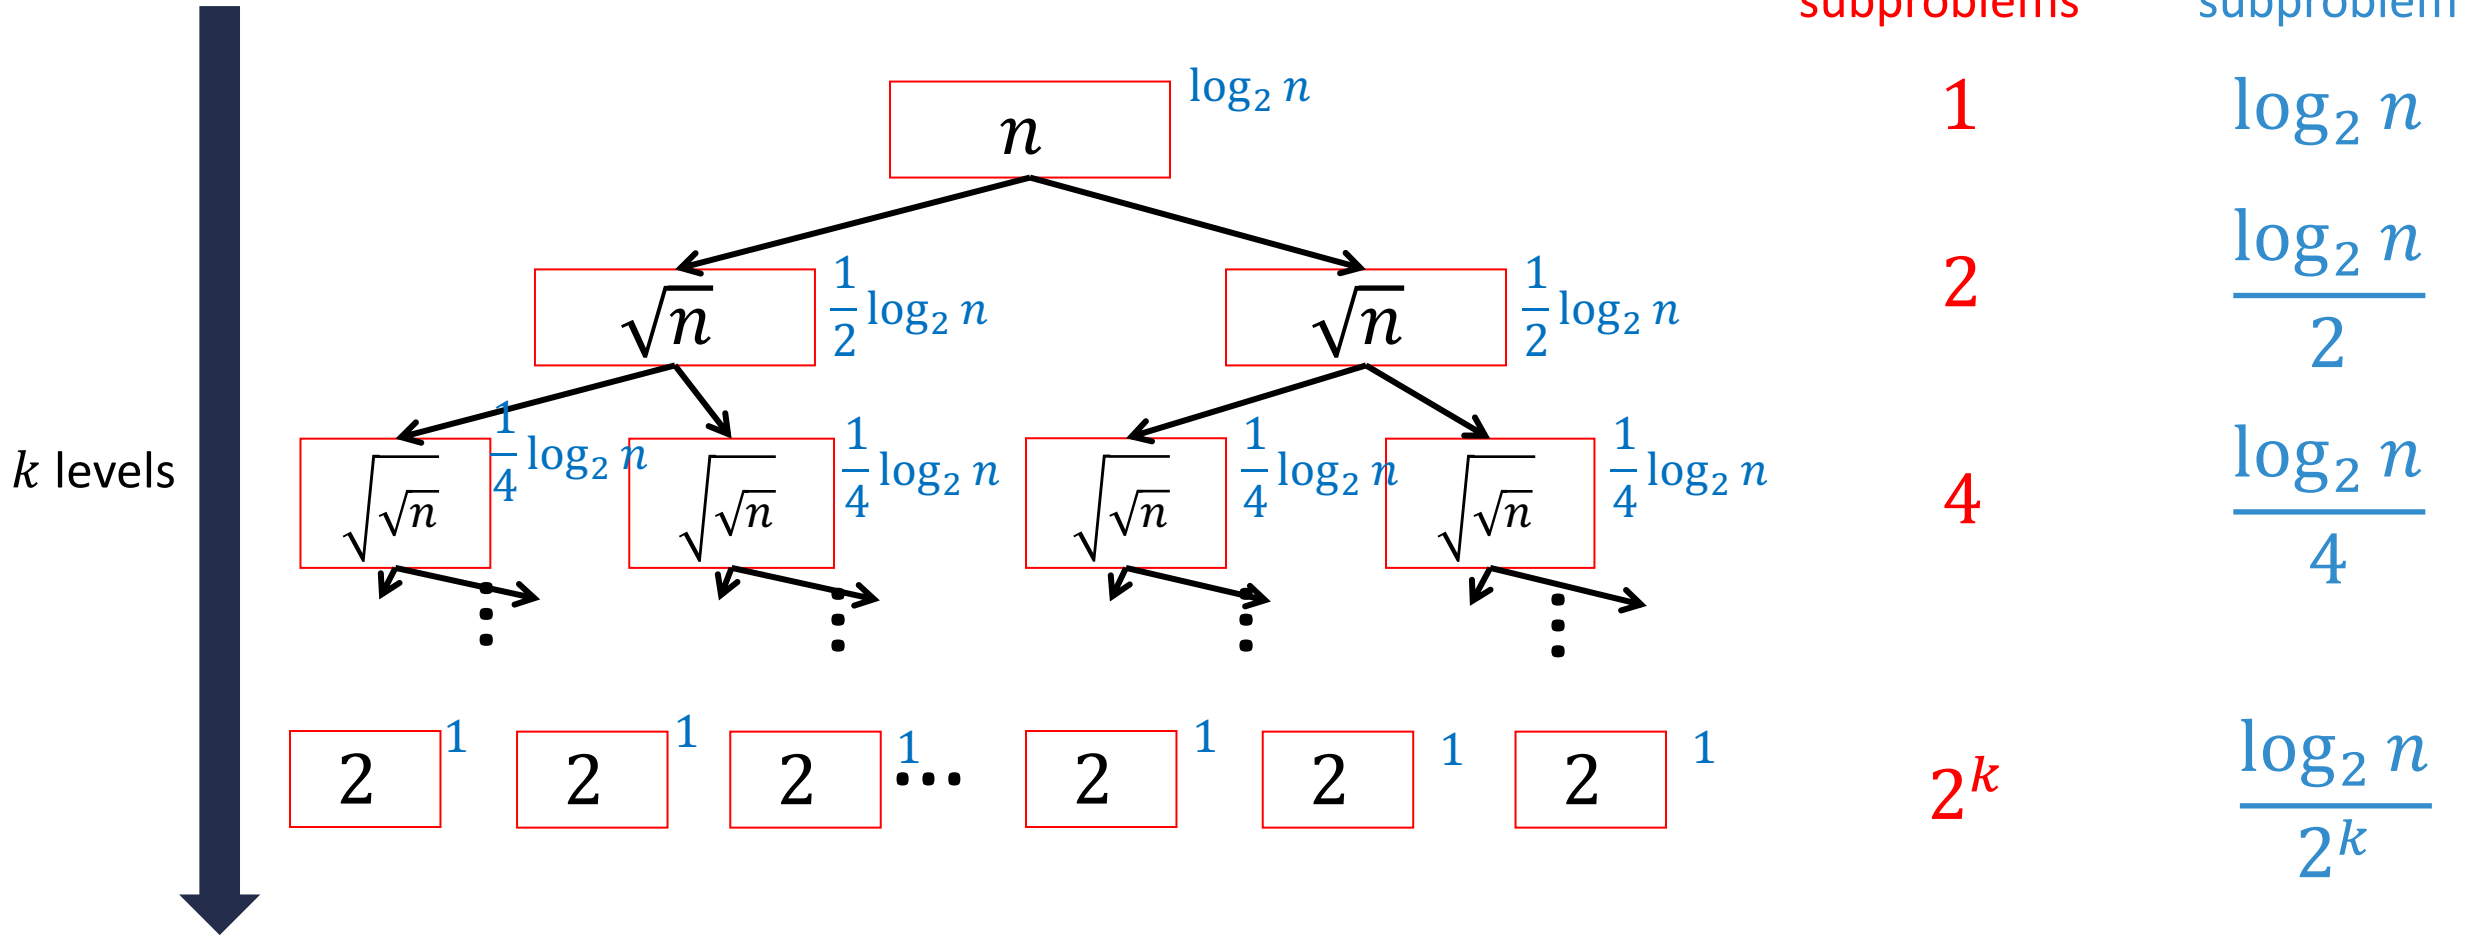 subproblems subproblem
n log₂ n 1 log₂ n
√n 1/2 log₂ n √n 1/2 log₂ n 2 log₂ n / 2
k levels √√n 1/4 log₂ n √√n 1/4 log₂ n √√n 1/4 log₂ n √√n 1/4 log₂ n 4 log₂ n / 4
⋮ ⋮ ⋮ ⋮
2 1 2 1 2 1 ... 2 1 2 1 2 1 2^k log₂ n / 2^k